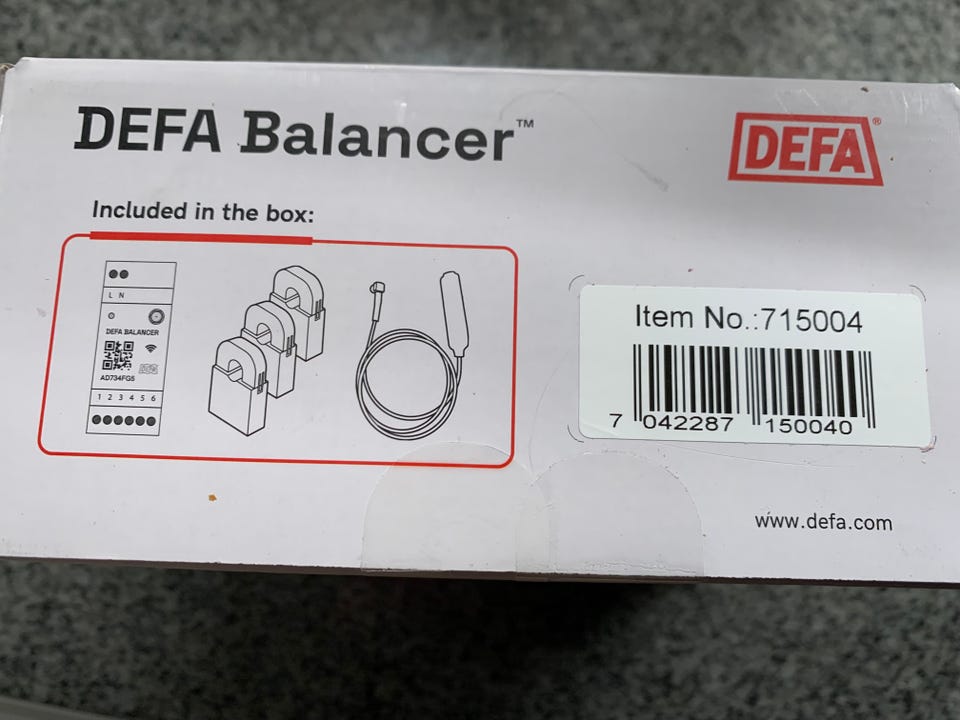 DEFA Balancer™
DEFA®
Included in the box:
L N
DEFA BALANCER
AD734FG5
1 2 3 4 5 6
Item No.:715004
7 042287 150040
www.defa.com